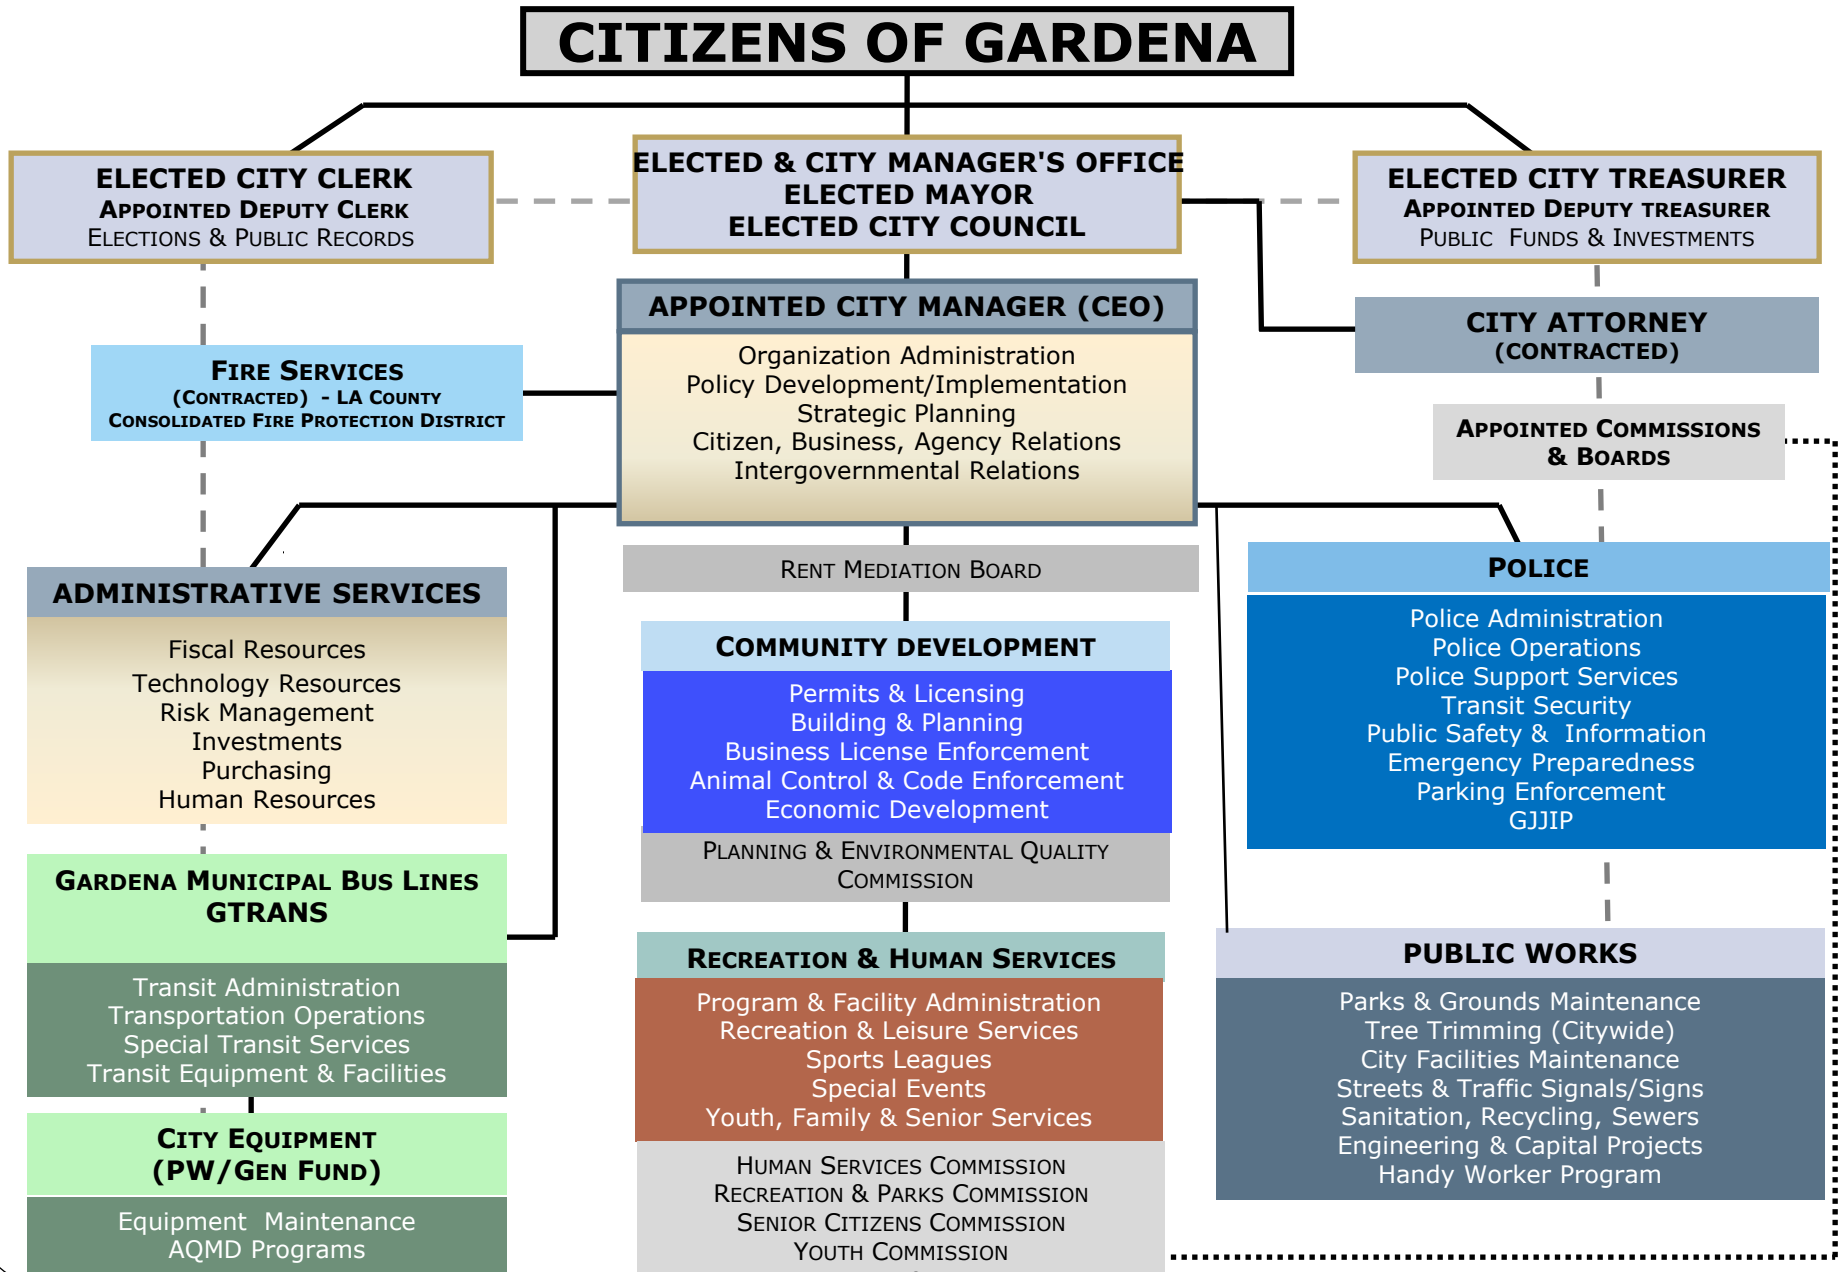 CITIZENS OF GARDENA
ELECTED CITY CLERK
APPOINTED DEPUTY CLERK
ELECTIONS & PUBLIC RECORDS
ELECTED & CITY MANAGER'S OFFICE
ELECTED MAYOR
ELECTED CITY COUNCIL
ELECTED CITY TREASURER
APPOINTED DEPUTY TREASURER
PUBLIC FUNDS & INVESTMENTS
APPOINTED CITY MANAGER (CEO)
Organization Administration
Policy Development/Implementation
Strategic Planning
Citizen, Business, Agency Relations
Intergovernmental Relations
CITY ATTORNEY
(CONTRACTED)
FIRE SERVICES
(CONTRACTED) - LA COUNTY
CONSOLIDATED FIRE PROTECTION DISTRICT
APPOINTED COMMISSIONS
& BOARDS
RENT MEDIATION BOARD
ADMINISTRATIVE SERVICES
Fiscal Resources
Technology Resources
Risk Management
Investments
Purchasing
Human Resources
COMMUNITY DEVELOPMENT
Permits & Licensing
Building & Planning
Business License Enforcement
Animal Control & Code Enforcement
Economic Development
PLANNING & ENVIRONMENTAL QUALITY
COMMISSION
POLICE
Police Administration
Police Operations
Police Support Services
Transit Security
Public Safety & Information
Emergency Preparedness
Parking Enforcement
GJJIP
GARDENA MUNICIPAL BUS LINES
GTRANS
Transit Administration
Transportation Operations
Special Transit Services
Transit Equipment & Facilities
RECREATION & HUMAN SERVICES
Program & Facility Administration
Recreation & Leisure Services
Sports Leagues
Special Events
Youth, Family & Senior Services
HUMAN SERVICES COMMISSION
RECREATION & PARKS COMMISSION
SENIOR CITIZENS COMMISSION
YOUTH COMMISSION
PUBLIC WORKS
Parks & Grounds Maintenance
Tree Trimming (Citywide)
City Facilities Maintenance
Streets & Traffic Signals/Signs
Sanitation, Recycling, Sewers
Engineering & Capital Projects
Handy Worker Program
CITY EQUIPMENT
(PW/GEN FUND)
Equipment Maintenance
AQMD Programs